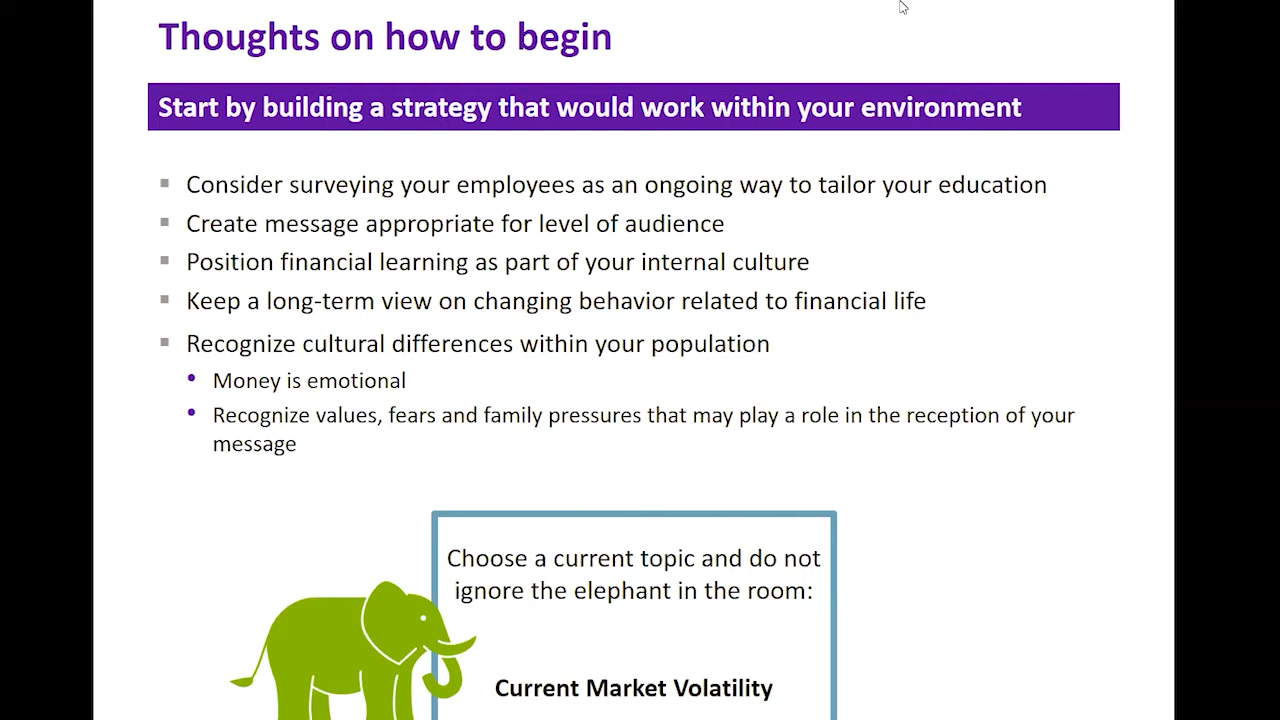 Thoughts on how to begin
Start by building a strategy that would work within your environment
Consider surveying your employees as an ongoing way to tailor your education
Create message appropriate for level of audience
Position financial learning as part of your internal culture
Keep a long-term view on changing behavior related to financial life
Recognize cultural differences within your population
Money is emotional
Recognize values, fears and family pressures that may play a role in the reception of your
message
Choose a current topic and do not
ignore the elephant in the room:
Current Market Volatility